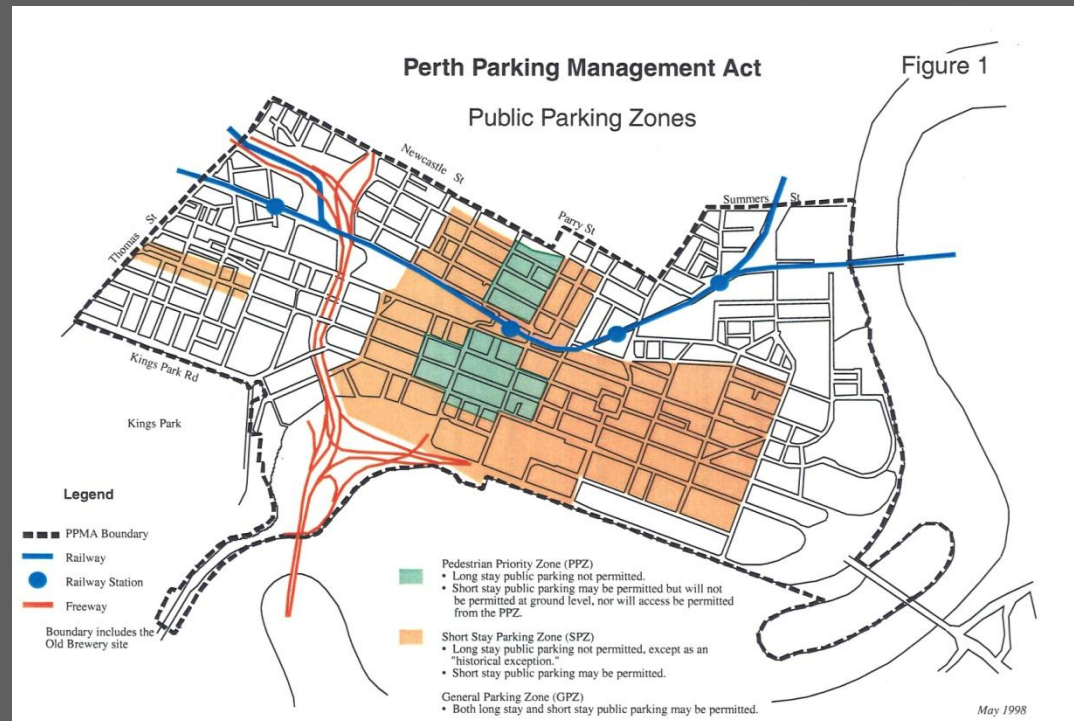 Perth Parking Management Act
Figure 1
Public Parking Zones
Newcastle
St
Parry St
Summers
St
Thomas
St
Kings Park Rd
Kings Park
Legend
PPMA Boundary
Railway
Railway Station
Freeway
Boundary includes the
Old Brewery site
Pedestrian Priority Zone (PPZ)
• Long stay public parking not permitted.
• Short stay public parking may be permitted but will not
be permitted at ground level, nor will access be permitted
from the PPZ.
Short Stay Parking Zone (SPZ)
• Long stay public parking not permitted, except as an
"historical exception."
• Short stay public parking may be permitted.
General Parking Zone (GPZ)
• Both long stay and short stay public parking may be permitted.
May 1998